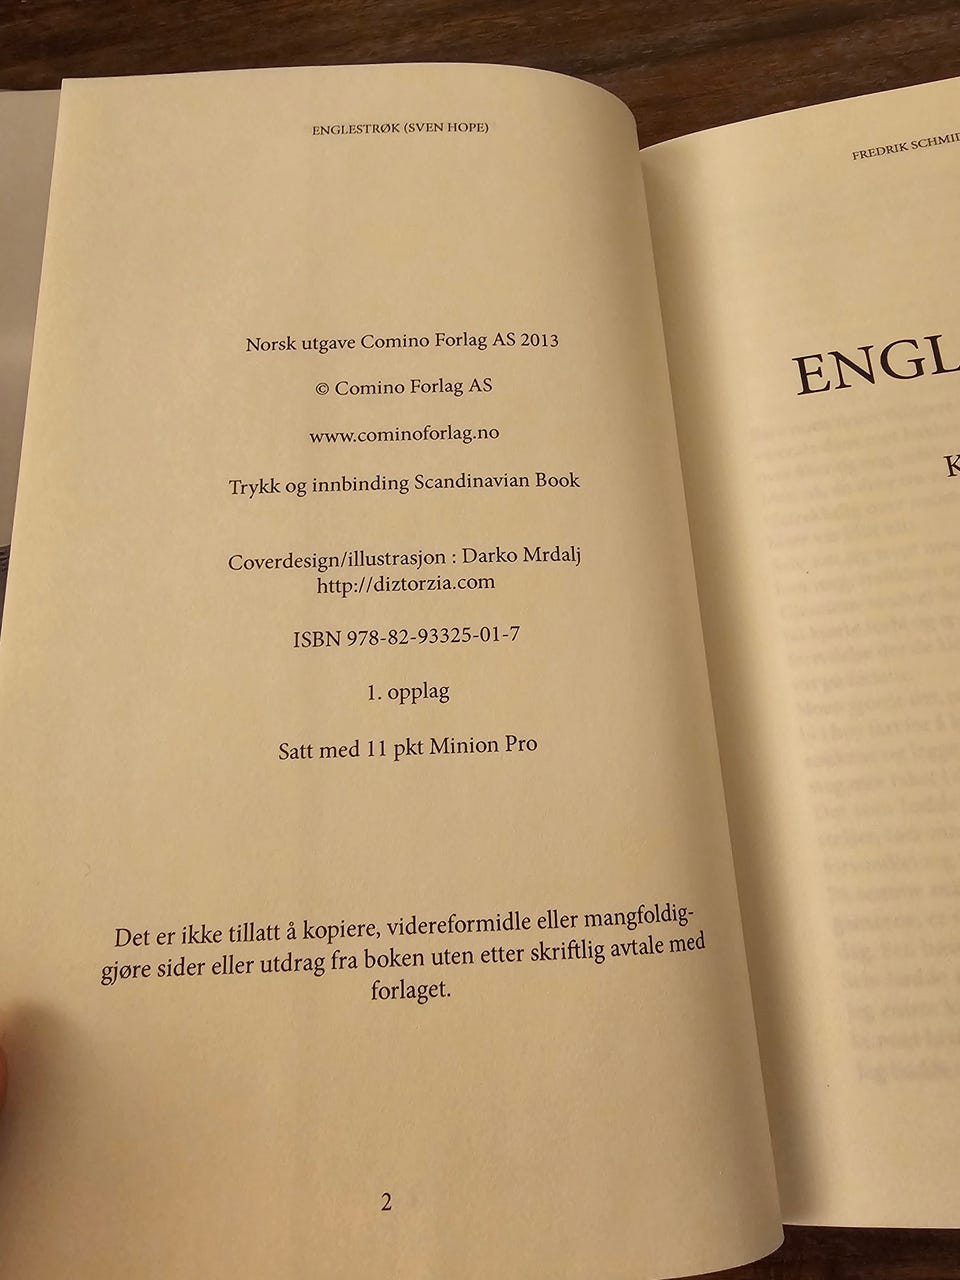 ENGLESTRØK (SVEN HOPE)
Norsk utgave Comino Forlag AS 2013
© Comino Forlag AS
www.cominoforlag.no
Trykk og innbinding Scandinavian Book
Coverdesign/illustrasjon : Darko Mrdalj
http://diztorzia.com
ISBN 978-82-93325-01-7
1. opplag
Satt med 11 pkt Minion Pro
Det er ikke tillatt å kopiere, videreformidle eller mangfoldig-
gjøre sider eller utdrag fra boken uten etter skriftlig avtale med
forlaget.
2
FREDRIK SCHMID
ENGL
K